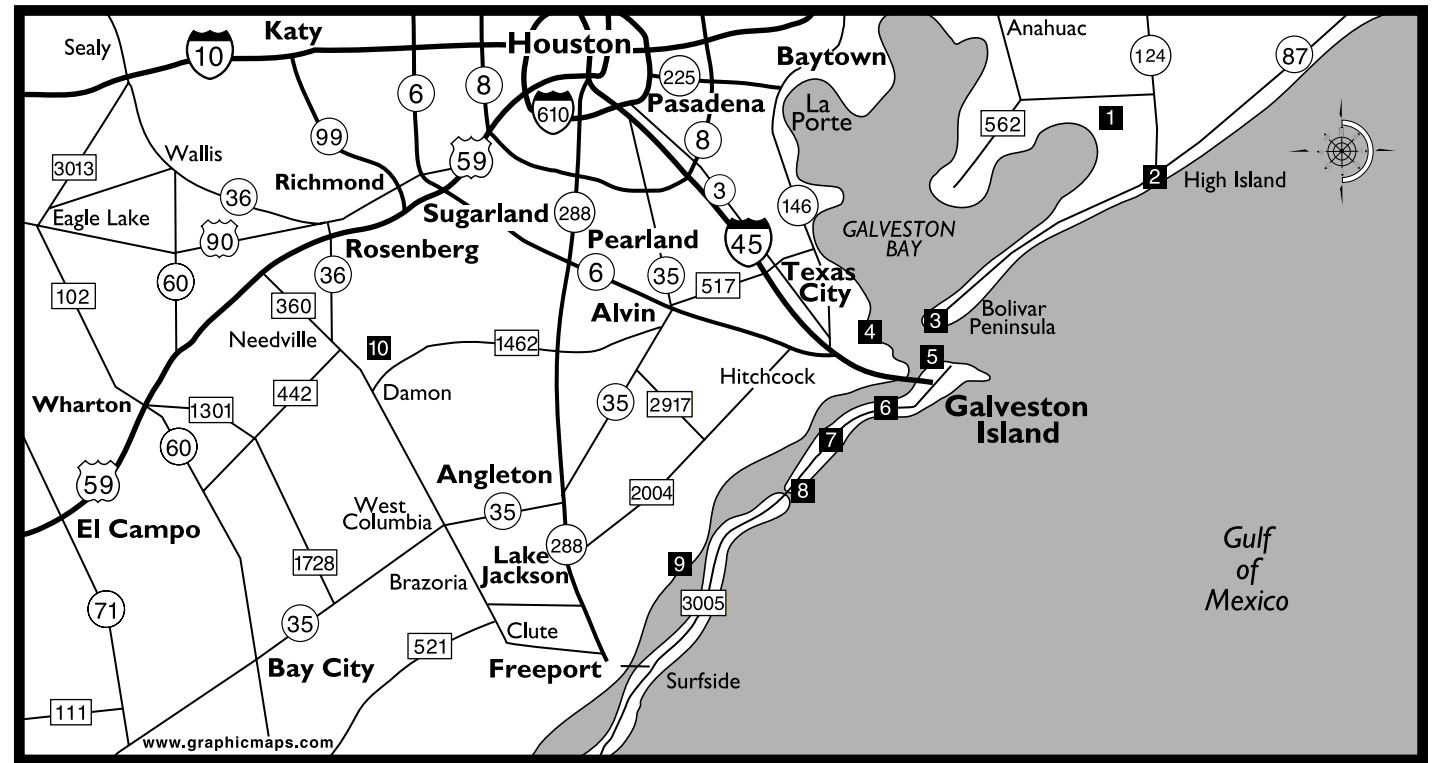 Anahuac
Katy
Sealy
10
Houston
Baytown
124
87
225
8
6
610
Pasadena
La
Porte
562
1
99
8
Wallis
59
3013
Richmond
2
High Island
36
3
Eagle Lake
Sugarland
288
146
90
Pearland
45
GALVESTON
BAY
Rosenberg
6
35
517
Texas
City
60
36
102
360
Alvin
Bolivar
Peninsula
3
4
Needville
10
1462
5
Hitchcock
Damon
442
Wharton
1301
35
2917
6
Galveston
Island
60
7
59
Angleton
2004
8
West
Columbia
35
El Campo
288
Gulf
of
Mexico
1728
Lake
Jackson
9
Brazoria
71
3005
35
Clute
521
Bay City
Freeport
Surfside
111
www.graphicmaps.com